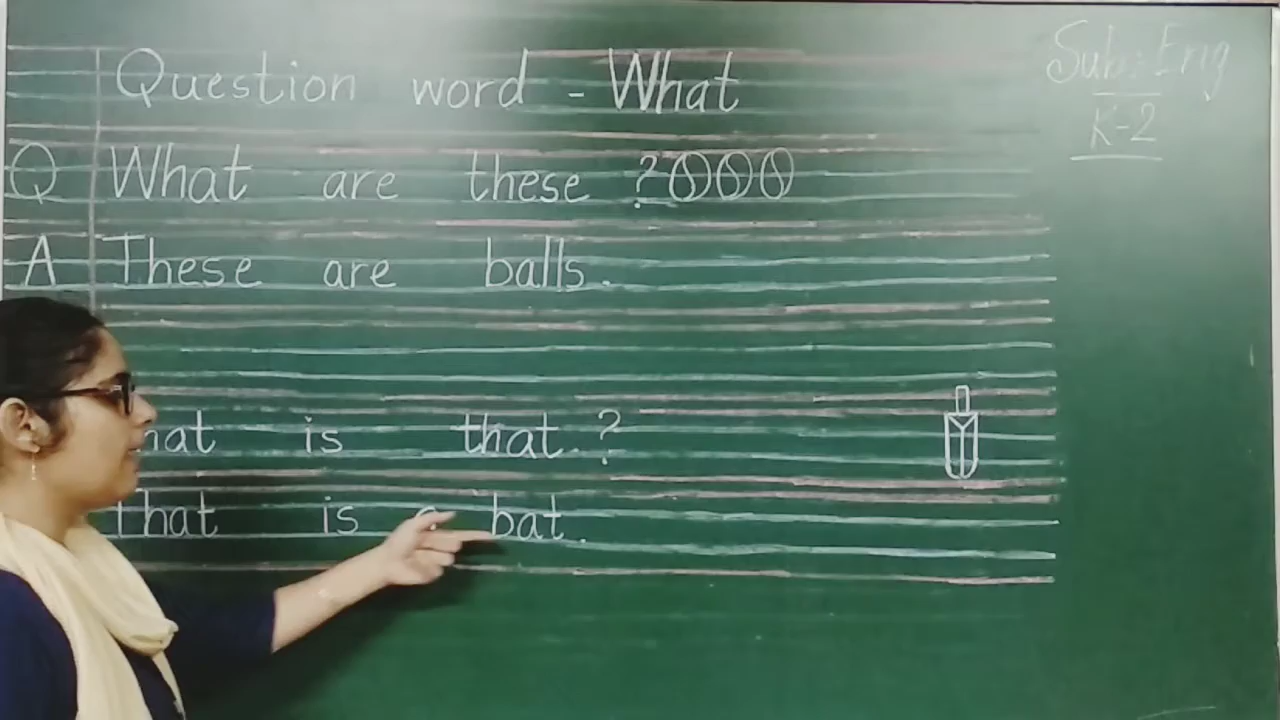 Question word - What
Sub:- Eng
K-2
Q What are these ?
A These are balls.
hat is that ?
that is a bat.